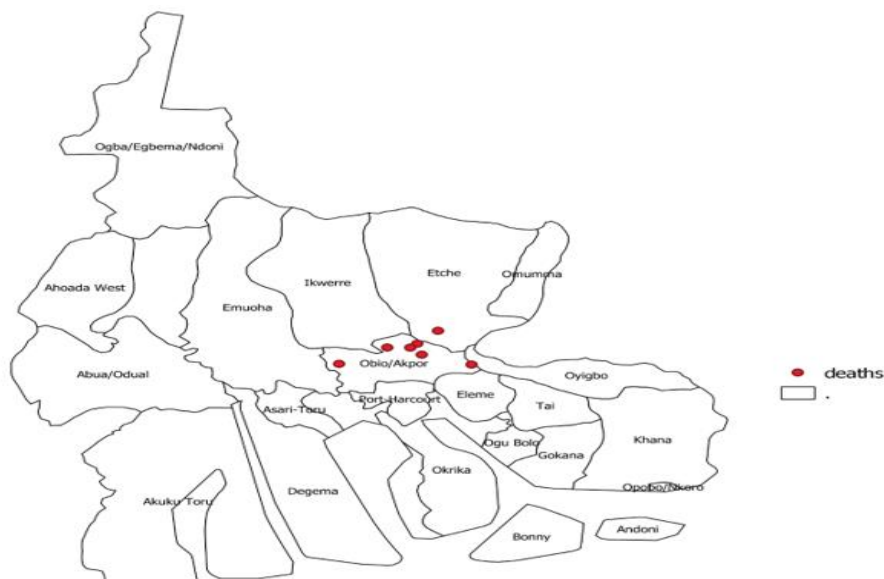 Ogba/Egbema/Ndoni
Etche
Omumma
Ikwerre
Ahoada West
Emuoha
Obio/Akpor
Abua/Odual
Oyigbo
deaths
Eleme
Port-Harcourt
Tai
.
Asari-Toru
Khana
Ogu Bolo
Gokana
Okrika
Opobo/Nkoro
Degema
Akuku Toru
Andoni
Bonny